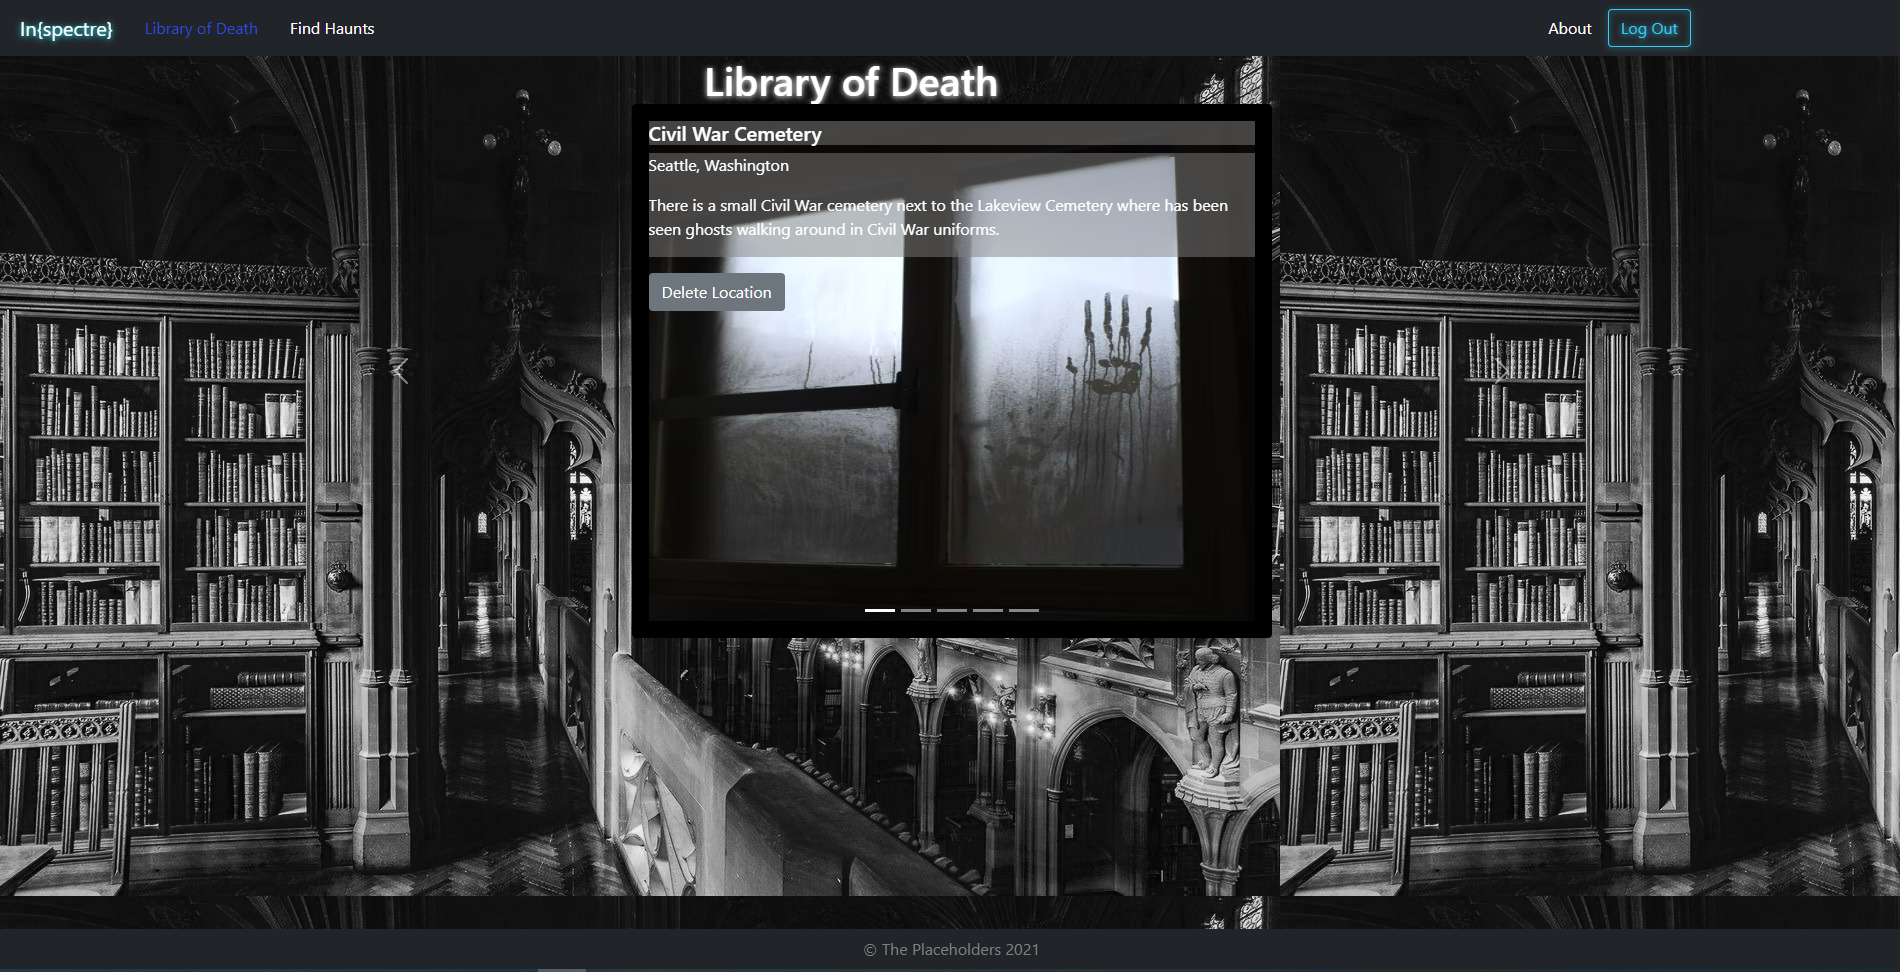 In{spectre}
Library of Death
Find Haunts
About
Log Out
Library of Death
Civil War Cemetery
Seattle, Washington
There is a small Civil War cemetery next to the Lakeview Cemetery where has been
seen ghosts walking around in Civil War uniforms.
Delete Location
© The Placeholders 2021